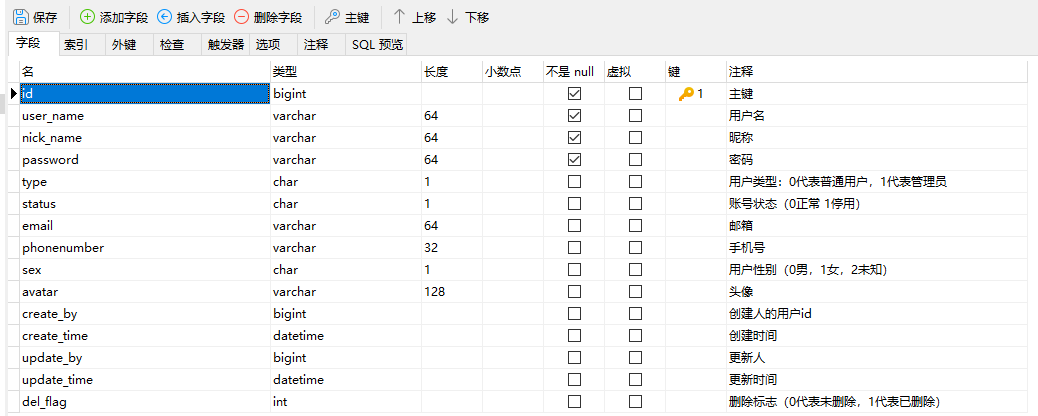 保存 添加字段 插入字段 删除字段 主键 上移 下移
字段 索引 外键 检查 触发器 选项 注释 SQL 预览
名 类型 长度 小数点 不是 null 虚拟 键 注释
id bigint 1 主键
user_name varchar 64 用户名
nick_name varchar 64 昵称
password varchar 64 密码
type char 1 用户类型：0代表普通用户，1代表管理员
status char 1 账号状态（0正常 1停用）
email varchar 64 邮箱
phonenumber varchar 32 手机号
sex char 1 用户性别（0男，1女，2未知）
avatar varchar 128 头像
create_by bigint 创建人的用户id
create_time datetime 创建时间
update_by bigint 更新人
update_time datetime 更新时间
del_flag int 删除标志（0代表未删除，1代表已删除）